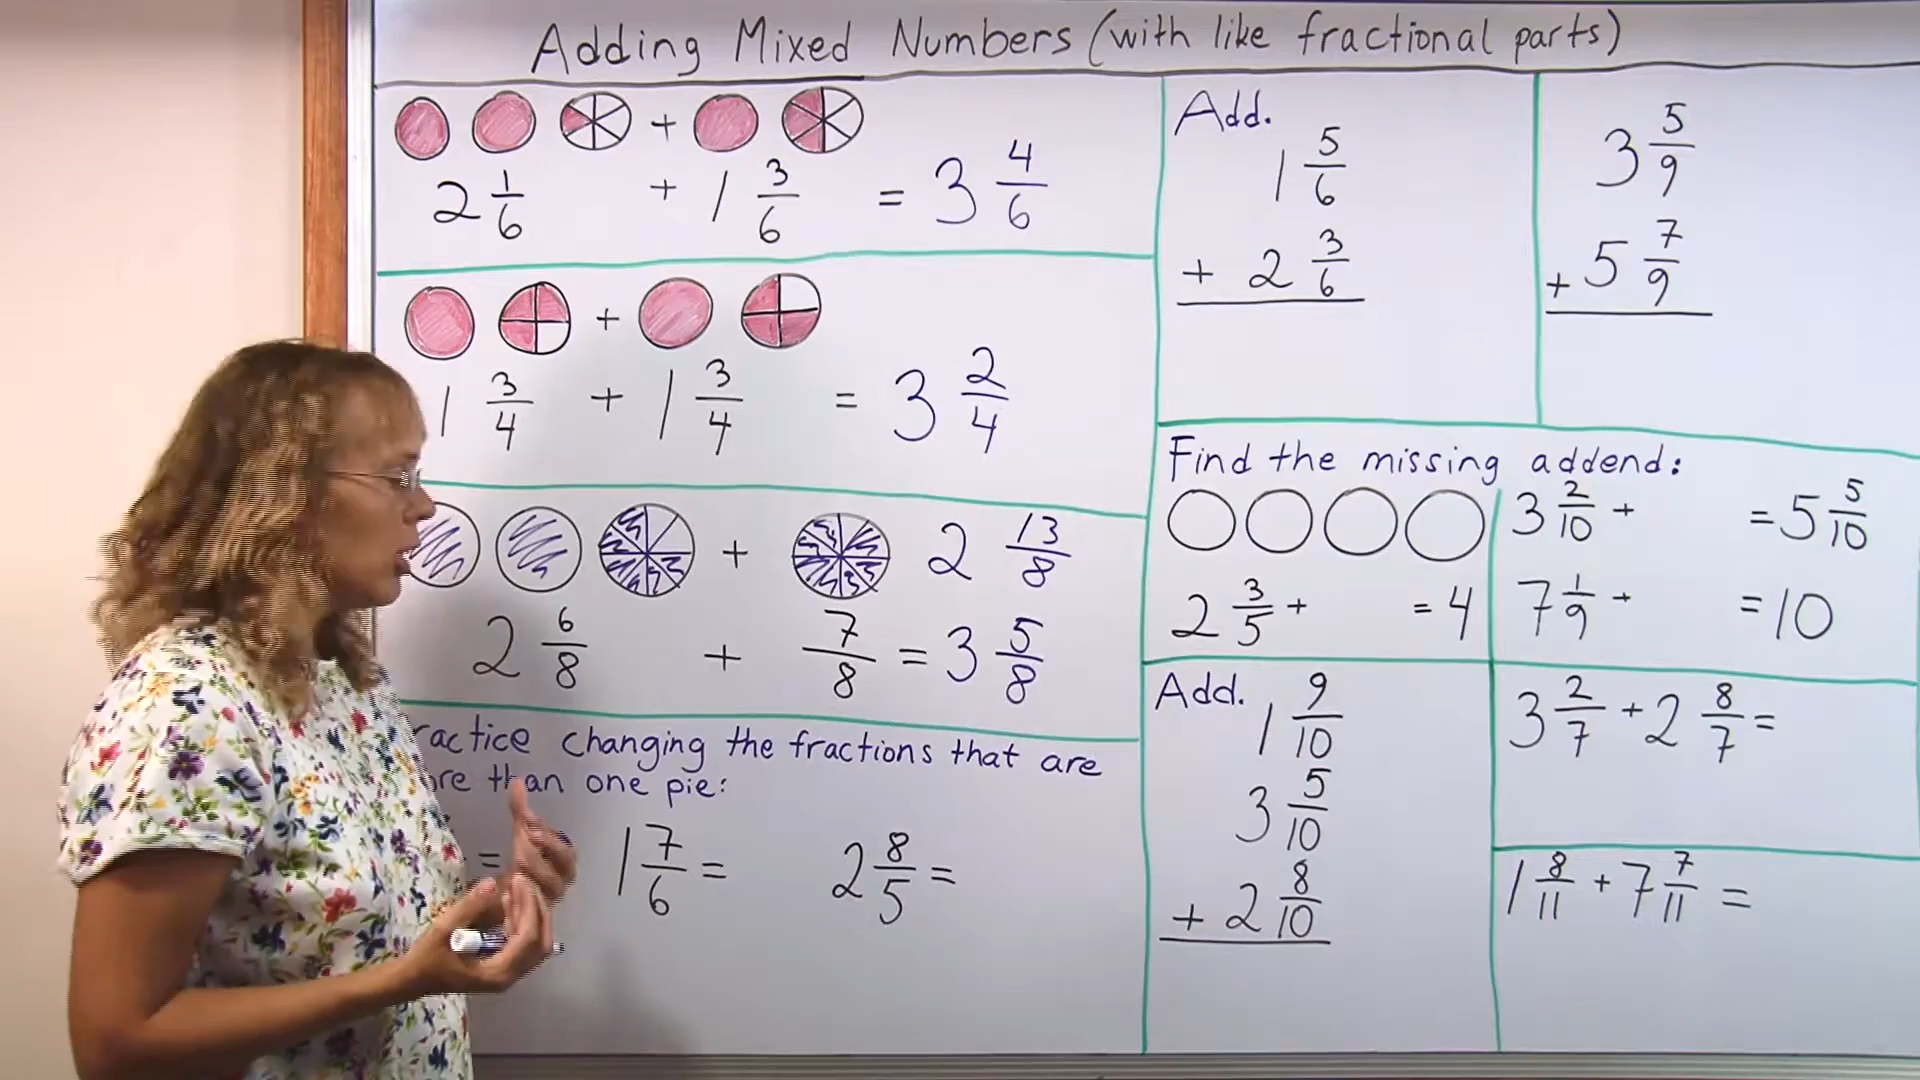 Adding Mixed Numbers (with like fractional parts)
+
2 1/6 + 1 3/6 = 3 4/6
+
1 3/4 + 1 3/4 = 3 2/4
+ 2 13/8
2 6/8 + 7/8 = 3 5/8
changing the fractions that are
than one pie:
= 1 7/6 = 2 8/5 =
Add.
1 5/6
+ 2 3/6
3 5/9
+ 5 7/9
Find the missing addend:
2 3/5 + = 4
3 2/10 + = 5 5/10
7 1/9 + = 10
Add.
1 9/10
3 5/10
+ 2 8/10
3 2/7 + 2 8/7 =
1 8/11 + 7 7/11 =